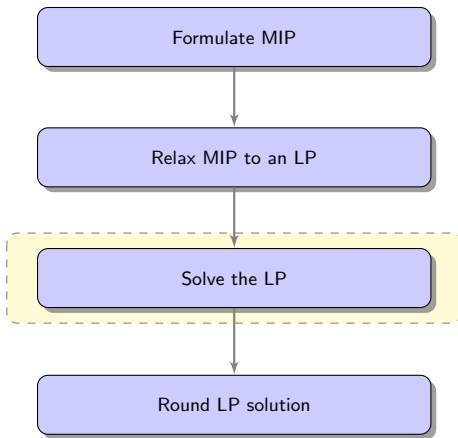 Formulate MIP
Relax MIP to an LP
Solve the LP
Round LP solution